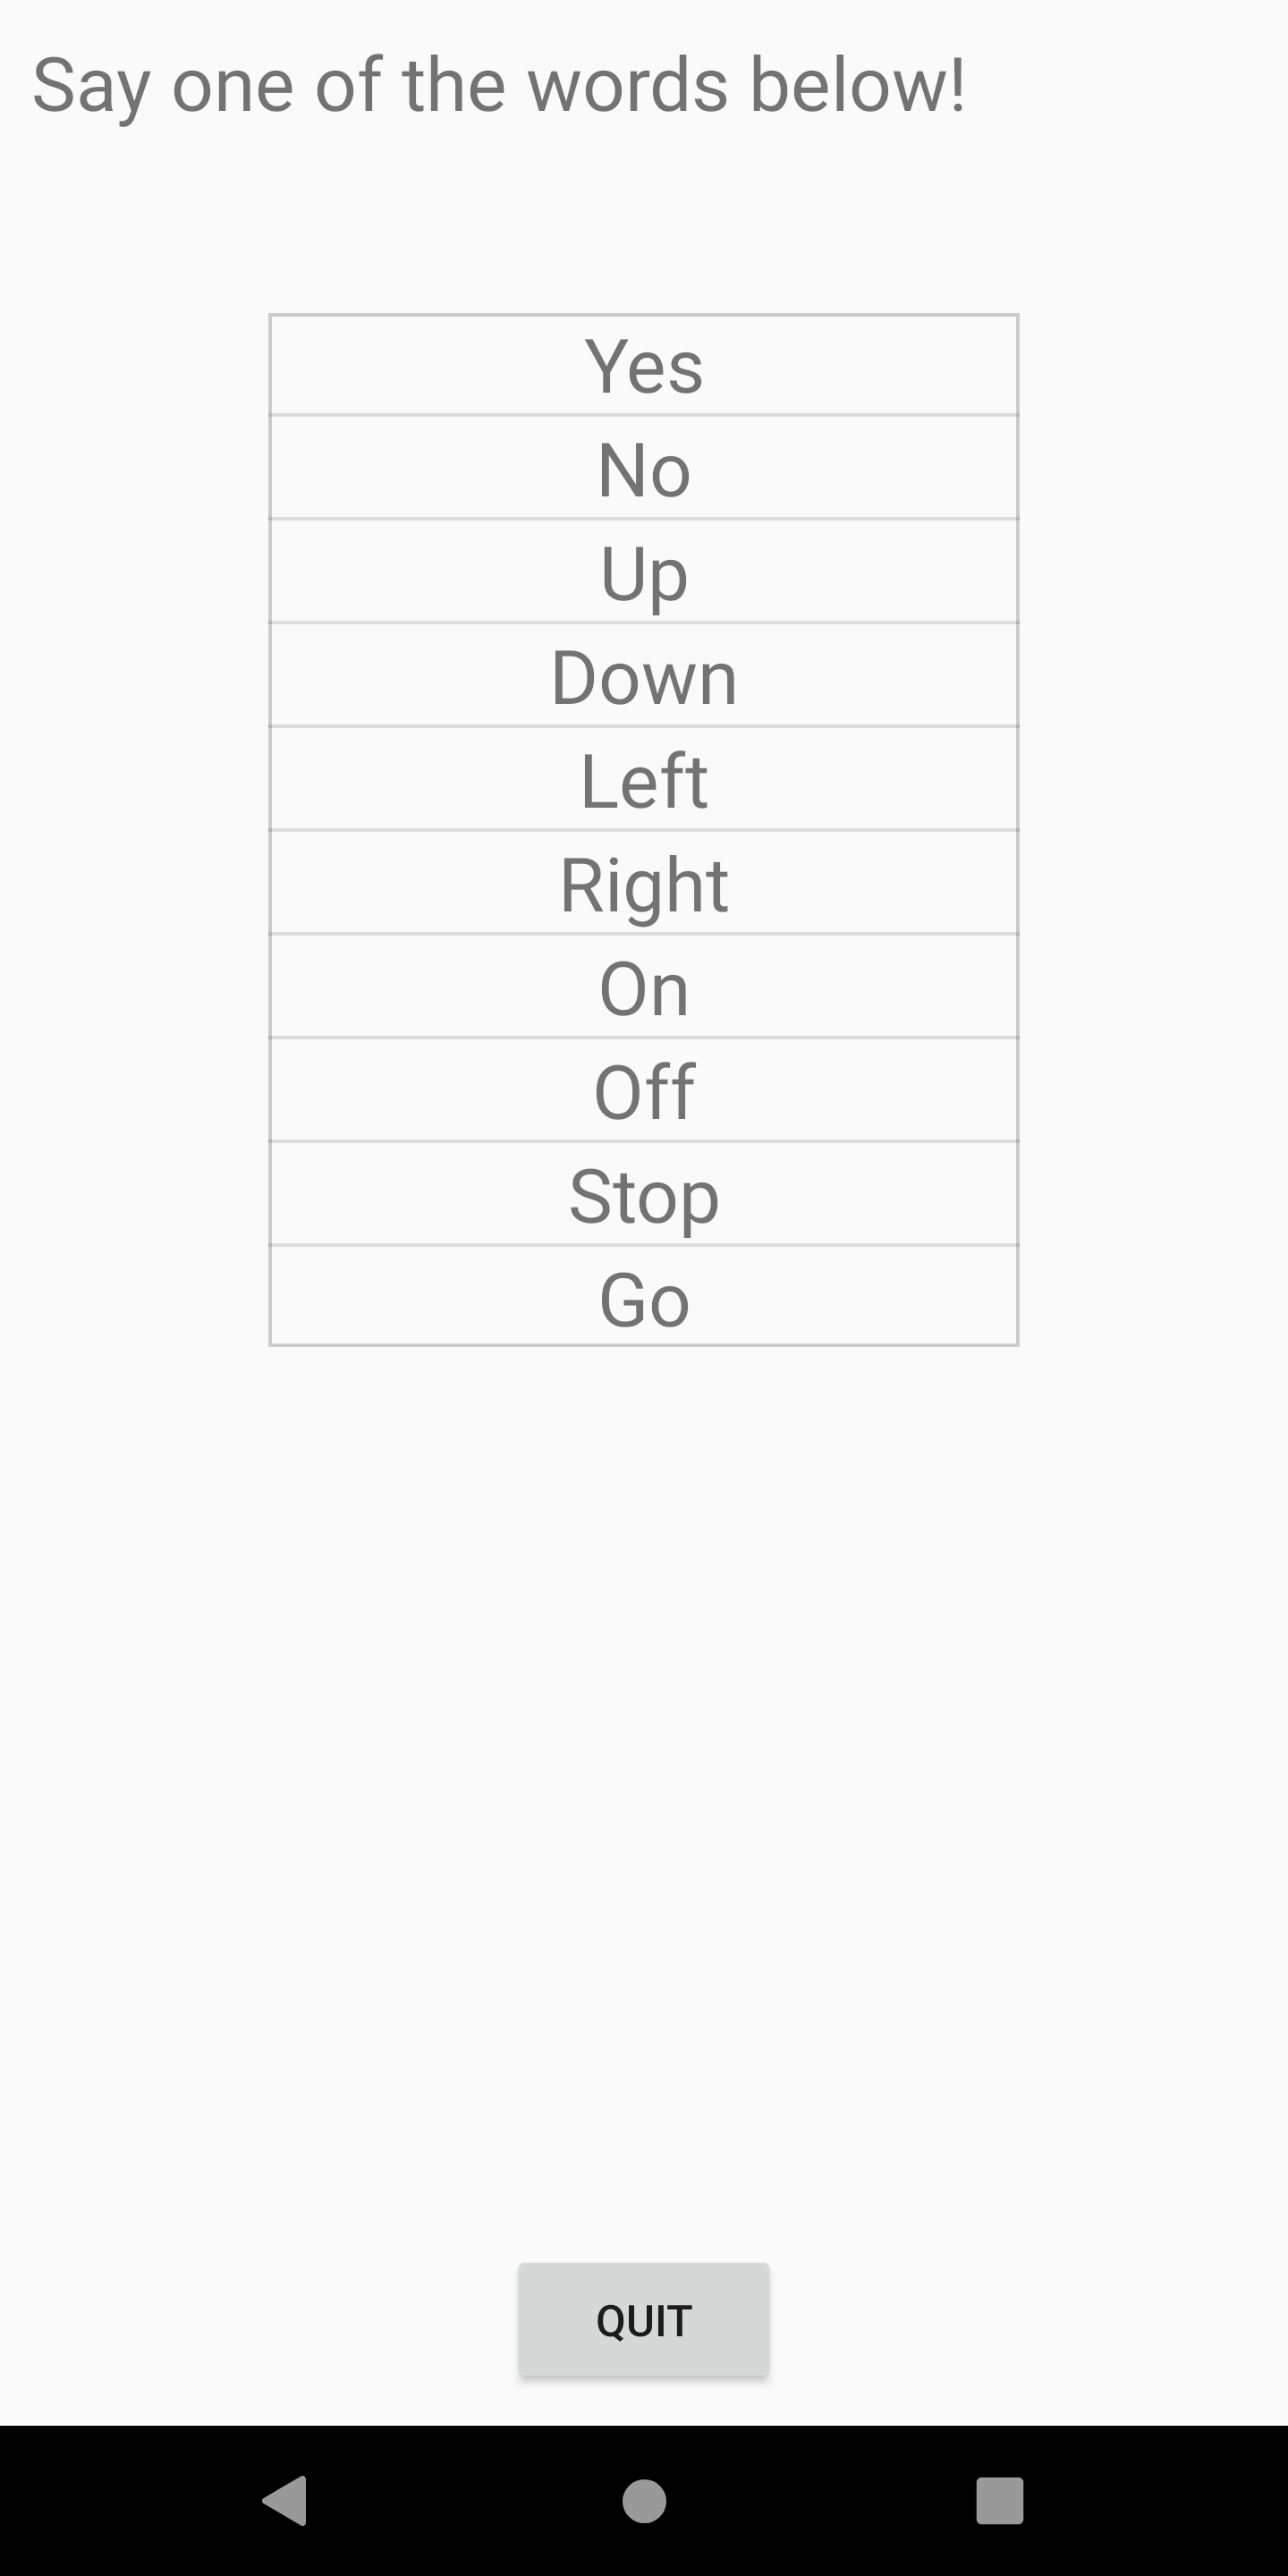 Say one of the words below!
Yes
No
Up
Down
Left
Right
On
Off
Stop
Go
QUIT